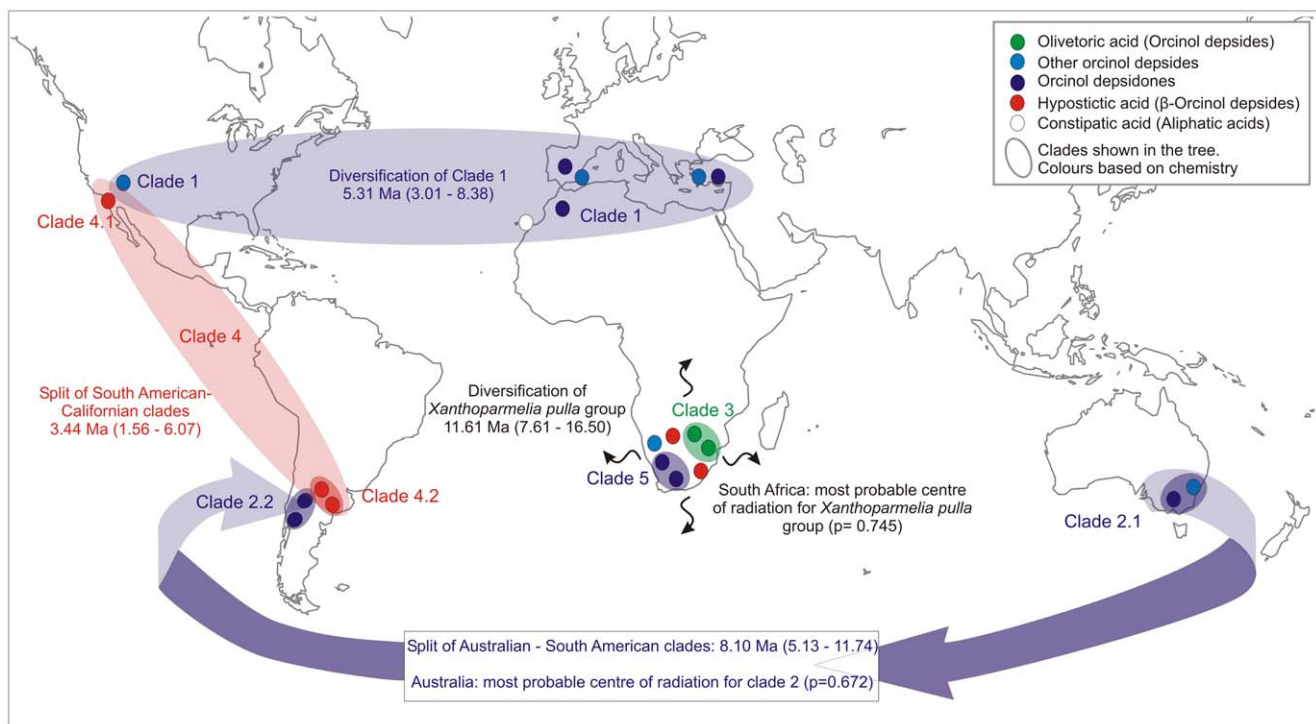 Olivetoric acid (Orcinol depsides)
Other orcinol depsides
Orcinol depsidones
Hypostictic acid (β-Orcinol depsides)
Constipatic acid (Aliphatic acids)
Clades shown in the tree.
Colours based on chemistry
Clade 1
Diversification of Clade 1
5.31 Ma (3.01 - 8.38)
Clade 1
Clade 4.1
Clade 4
Split of South American-
Californian clades
3.44 Ma (1.56 - 6.07)
Diversification of
Xanthoparmelia pulla group
11.61 Ma (7.61 - 16.50)
Clade 3
Clade 5
South Africa: most probable centre
of radiation for Xanthoparmelia pulla
group (p= 0.745)
Clade 2.2
Clade 4.2
Clade 2.1
Split of Australian - South American clades: 8.10 Ma (5.13 - 11.74)
Australia: most probable centre of radiation for clade 2 (p=0.672)